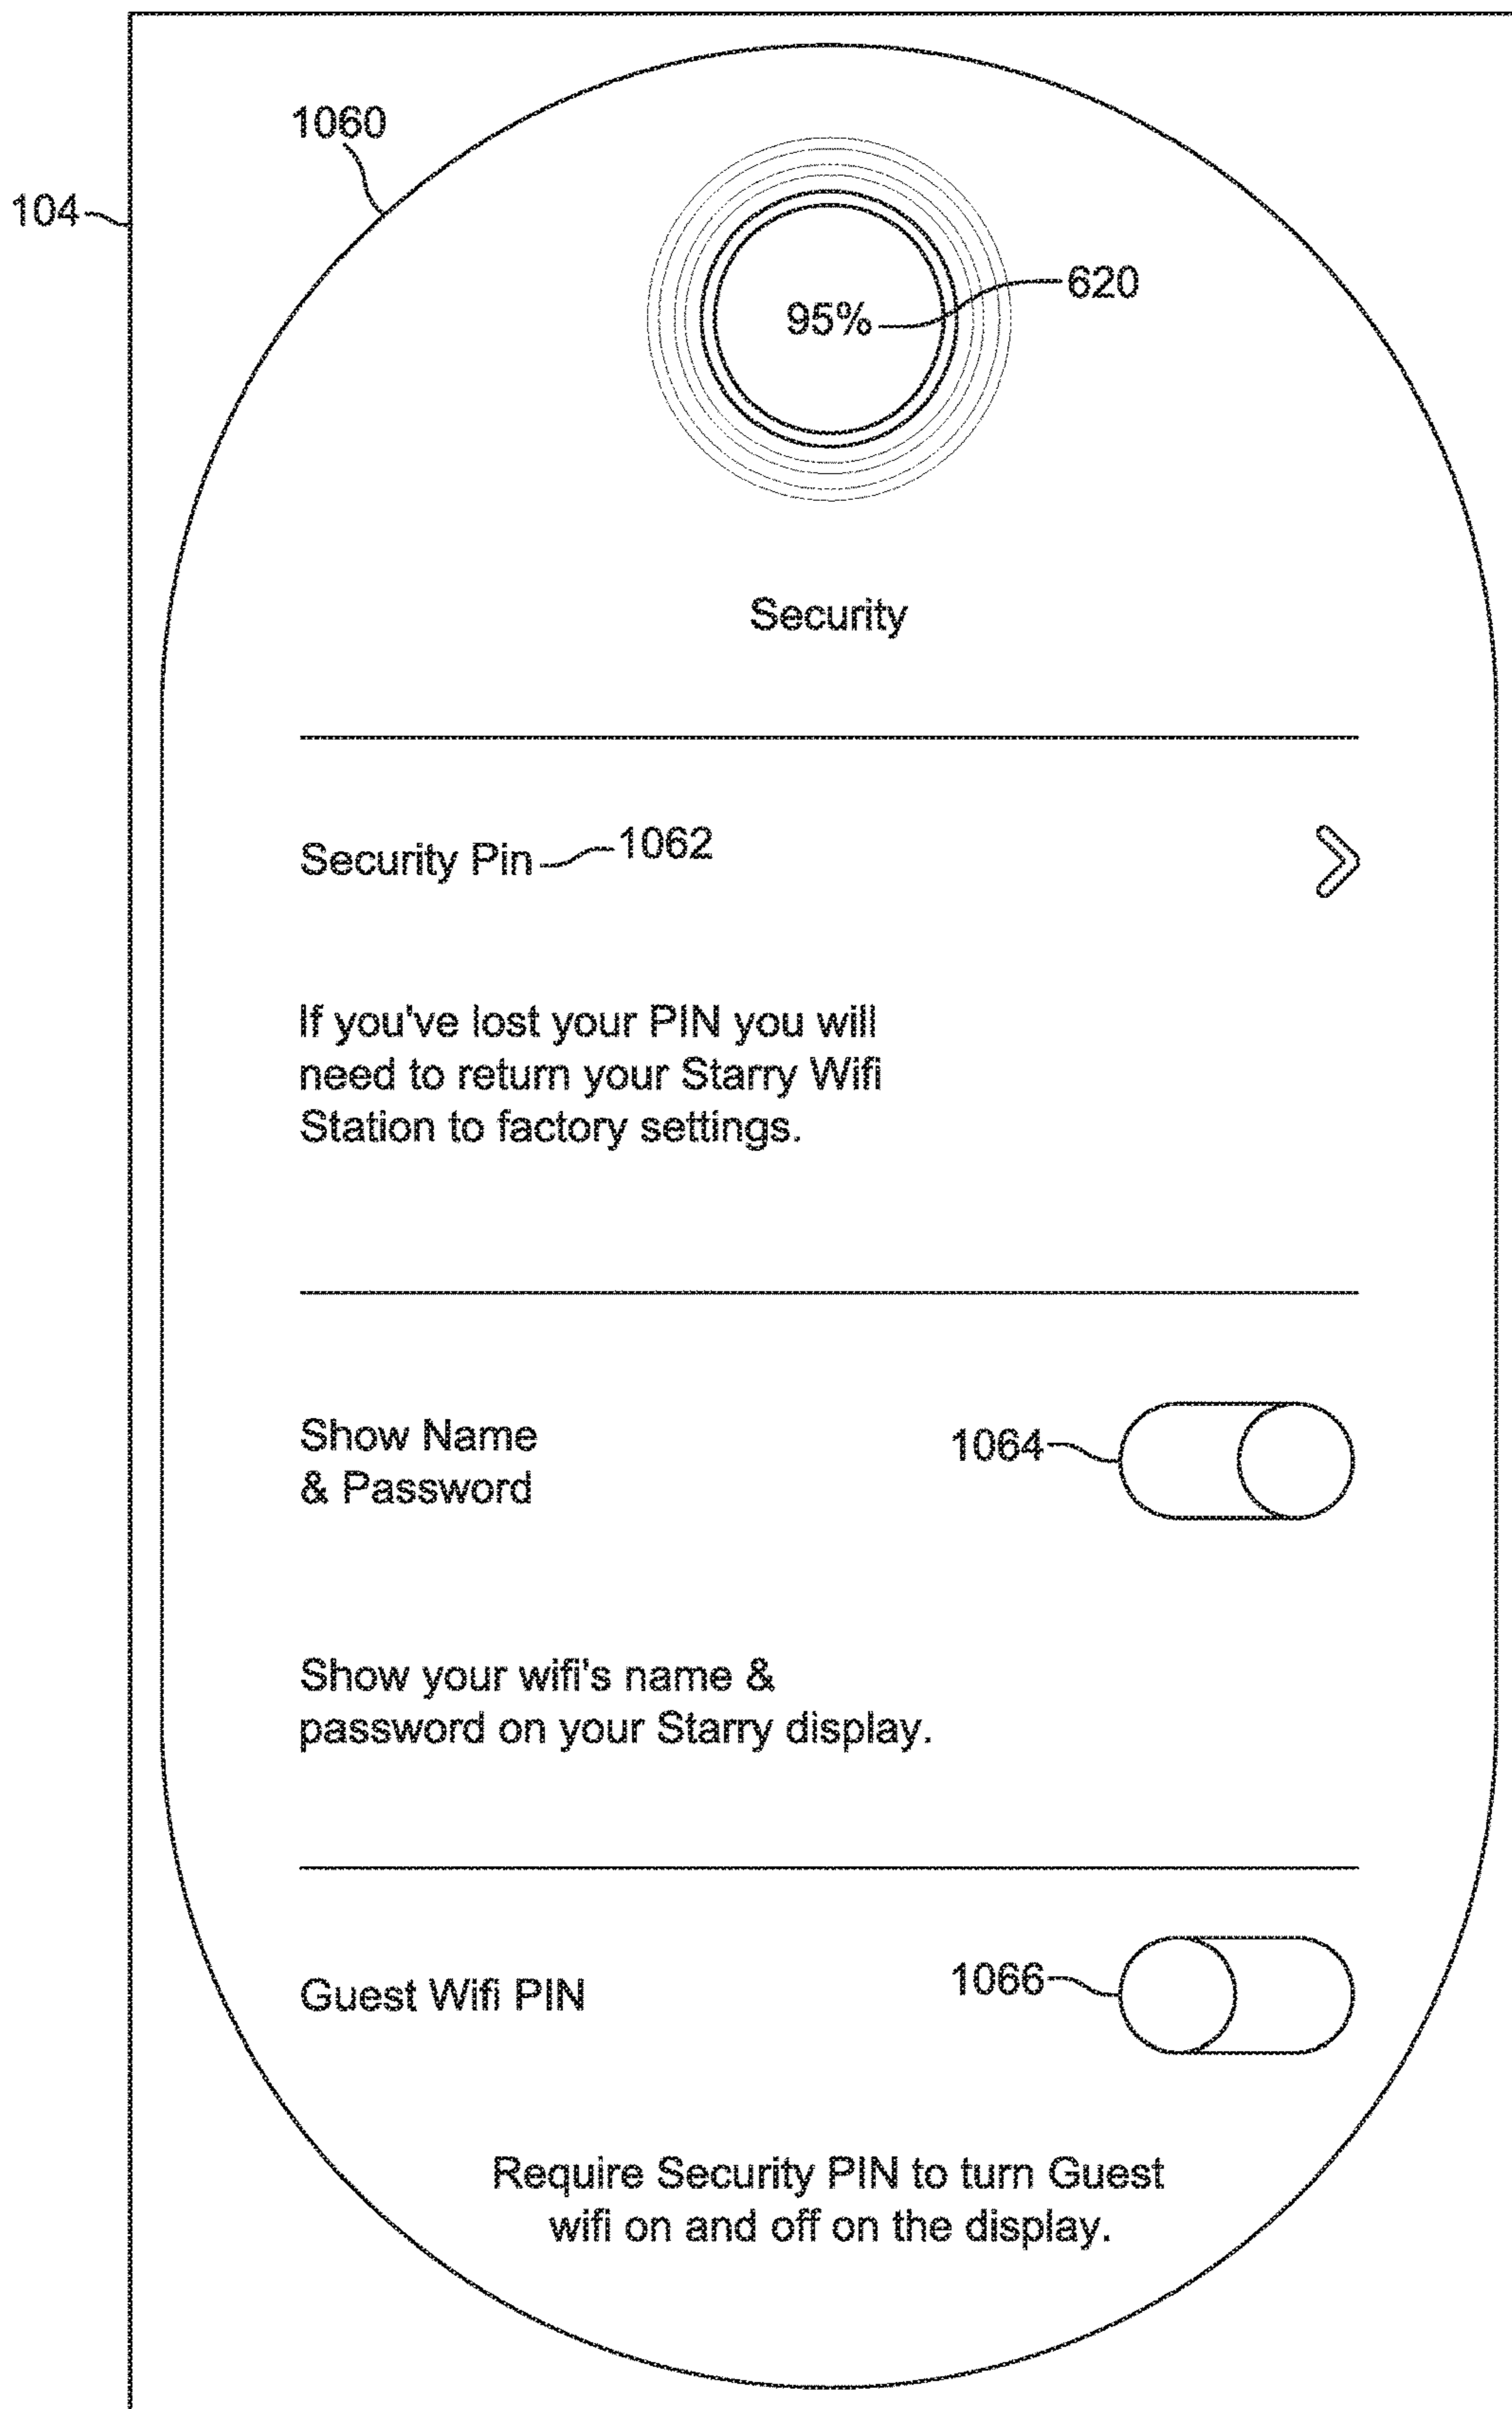 1060
104
620
95%
Security
Security Pin 1062
If you've lost your PIN you will
need to return your Starry Wifi
Station to factory settings.
Show Name
& Password
1064
Show your wifi's name &
password on your Starry display.
Guest Wifi PIN
1066
Require Security PIN to turn Guest
wifi on and off on the display.